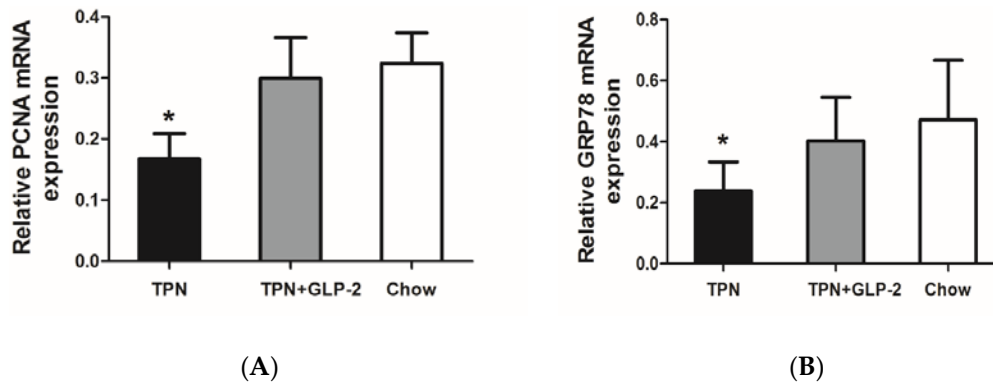 Relative PCNA mRNA
expression
0.4
0.3
0.2
0.1
0.0
*
TPN
TPN+GLP-2
Chow
(A)
Relative GRP78 mRNA
expression
0.8
0.6
0.4
0.2
0.0
*
TPN
TPN+GLP-2
Chow
(B)